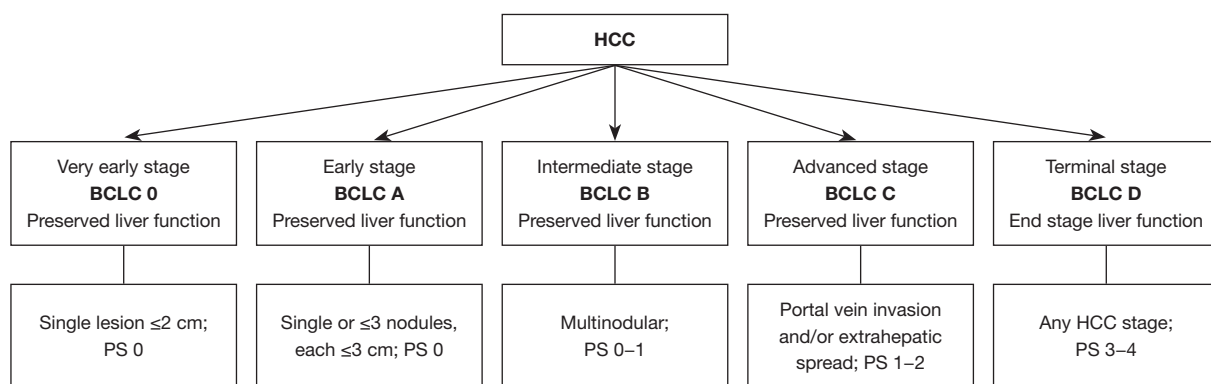 HCC
Very early stage
BCLC 0
Preserved liver function
Early stage
BCLC A
Preserved liver function
Intermediate stage
BCLC B
Preserved liver function
Advanced stage
BCLC C
Preserved liver function
Terminal stage
BCLC D
End stage liver function
Single lesion ≤2 cm;
PS 0
Single or ≤3 nodules,
each ≤3 cm; PS 0
Multinodular;
PS 0–1
Portal vein invasion
and/or extrahepatic
spread; PS 1–2
Any HCC stage;
PS 3–4